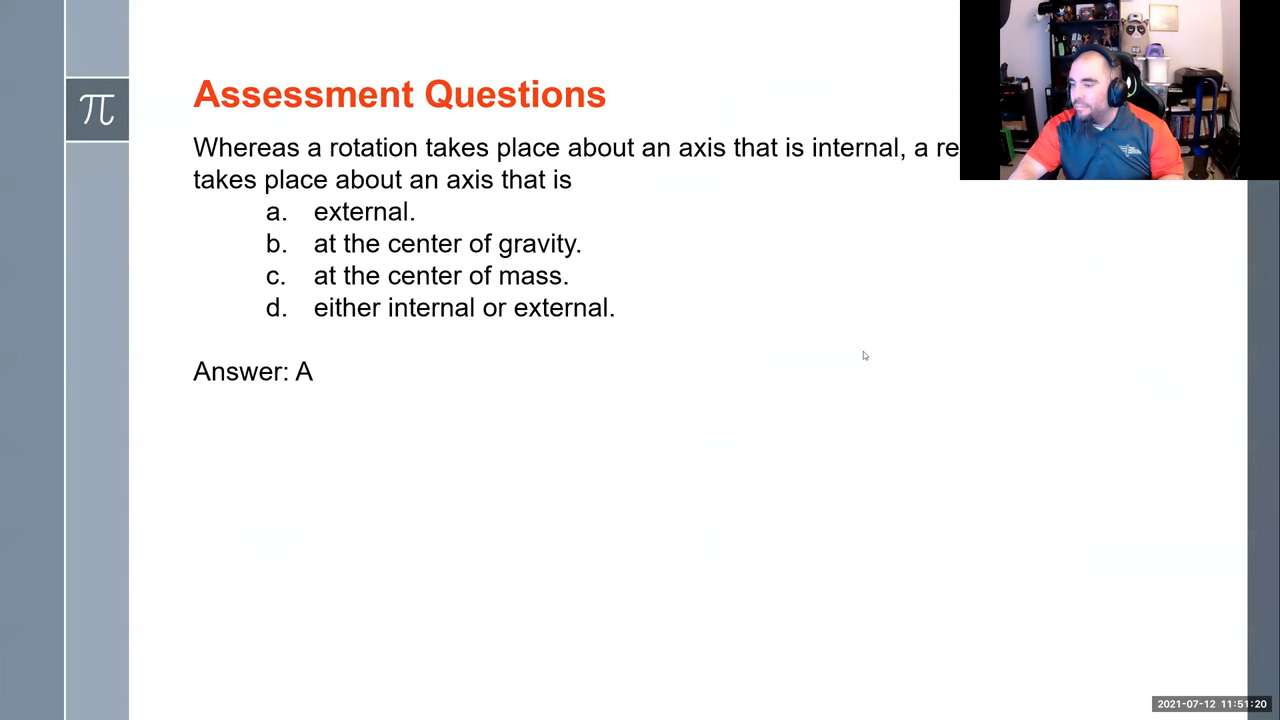 π
Assessment Questions
Whereas a rotation takes place about an axis that is internal, a re
takes place about an axis that is
a. external.
b. at the center of gravity.
c. at the center of mass.
d. either internal or external.
Answer: A
2021-07-12 11:51:20